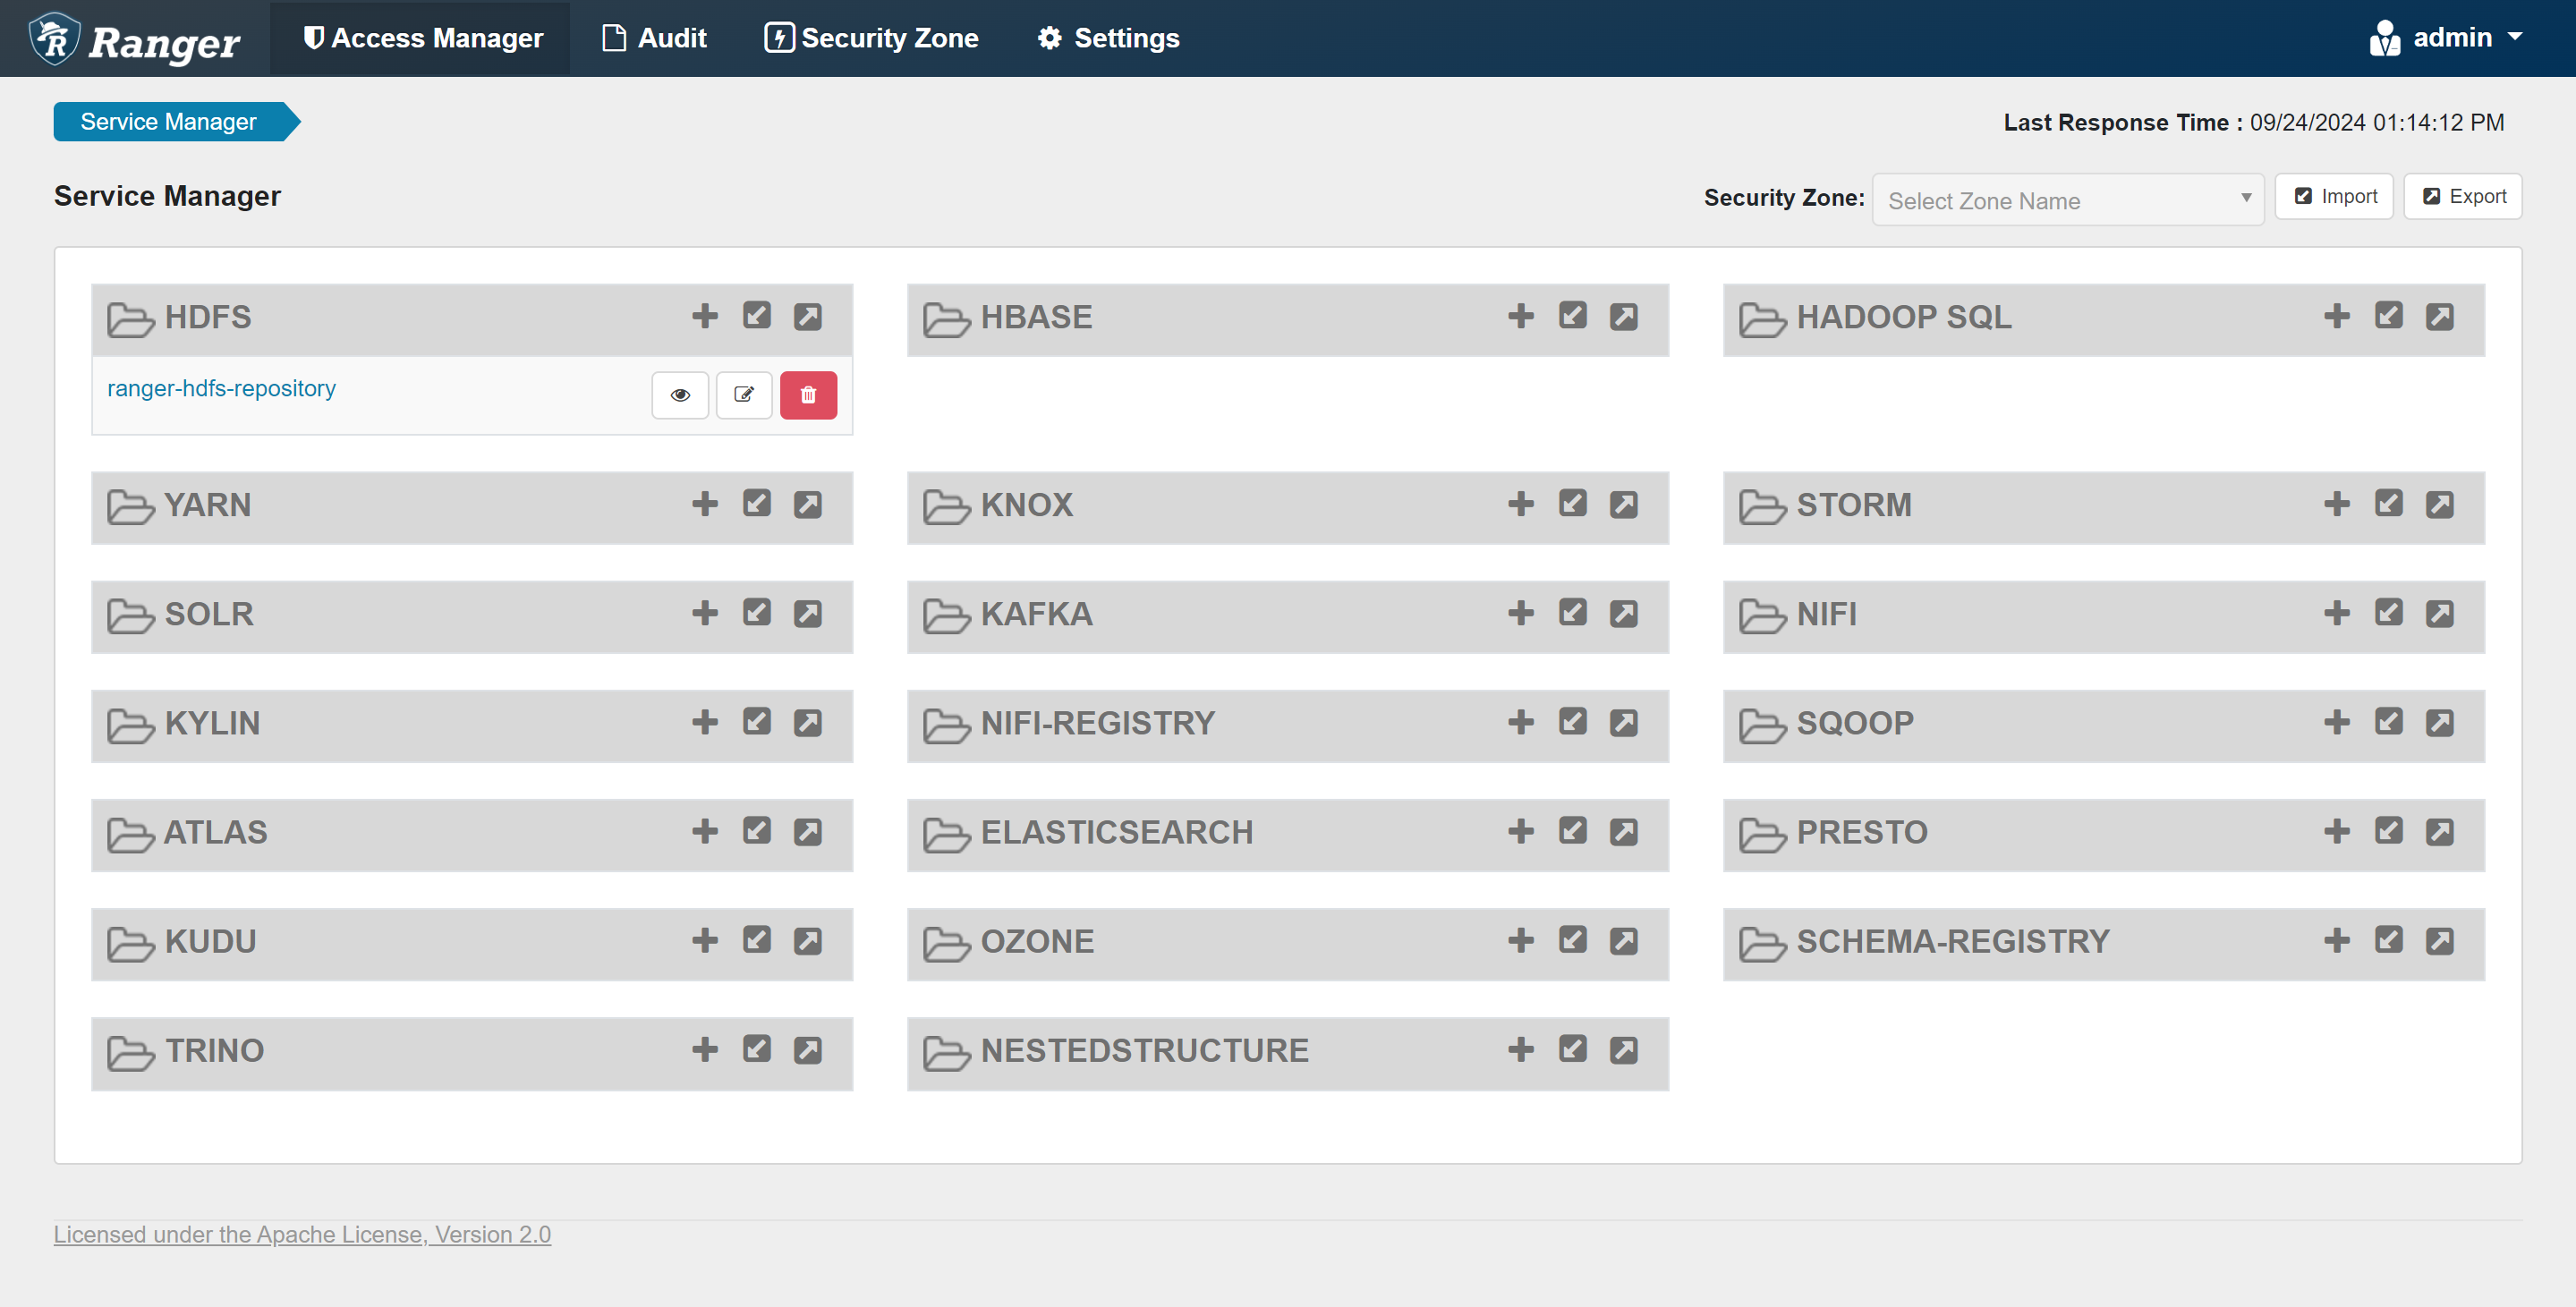 Ranger Access Manager Audit Security Zone Settings admin
Service Manager Last Response Time : 09/24/2024 01:14:12 PM
Service Manager Security Zone: Select Zone Name Import Export
HDFS HBASE HADOOP SQL
ranger-hdfs-repository
YARN KNOX STORM
SOLR KAFKA NIFI
KYLIN NIFI-REGISTRY SQOOP
ATLAS ELASTICSEARCH PRESTO
KUDU OZONE SCHEMA-REGISTRY
TRINO NESTEDSTRUCTURE
Licensed under the Apache License, Version 2.0